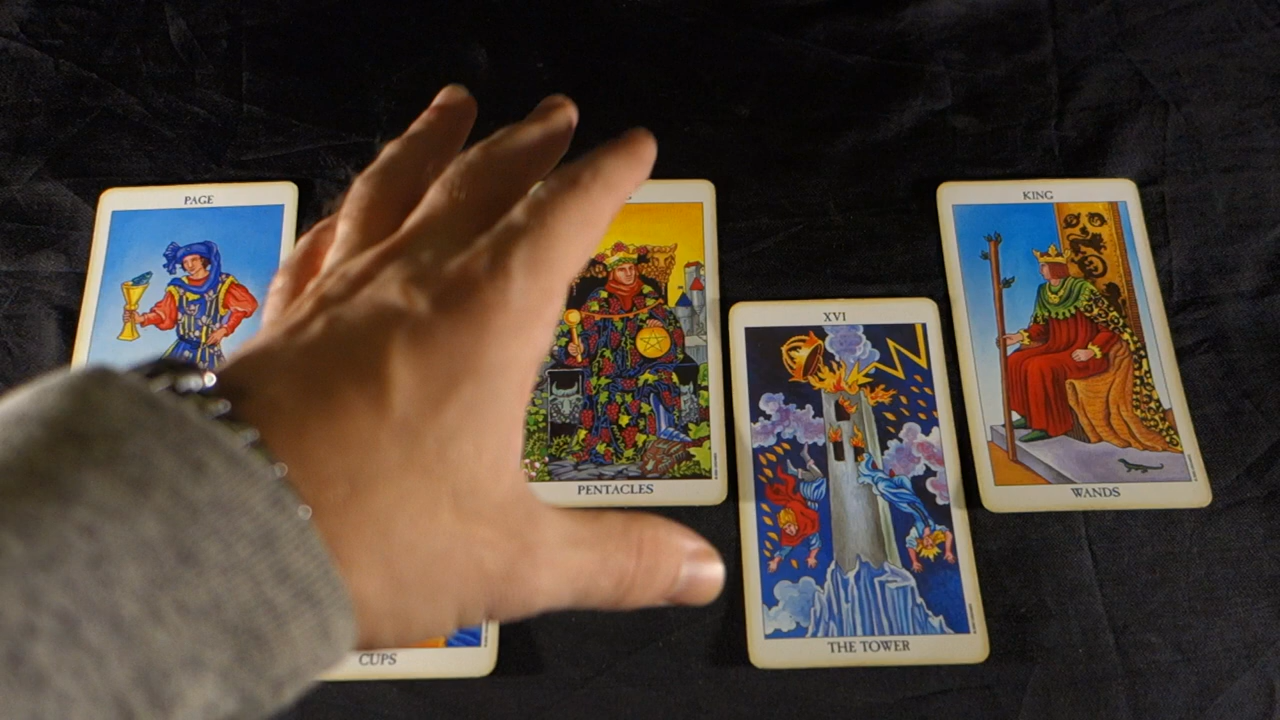 PAGE
KING
XVI
PENTACLES
WANDS
THE TOWER
CUPS